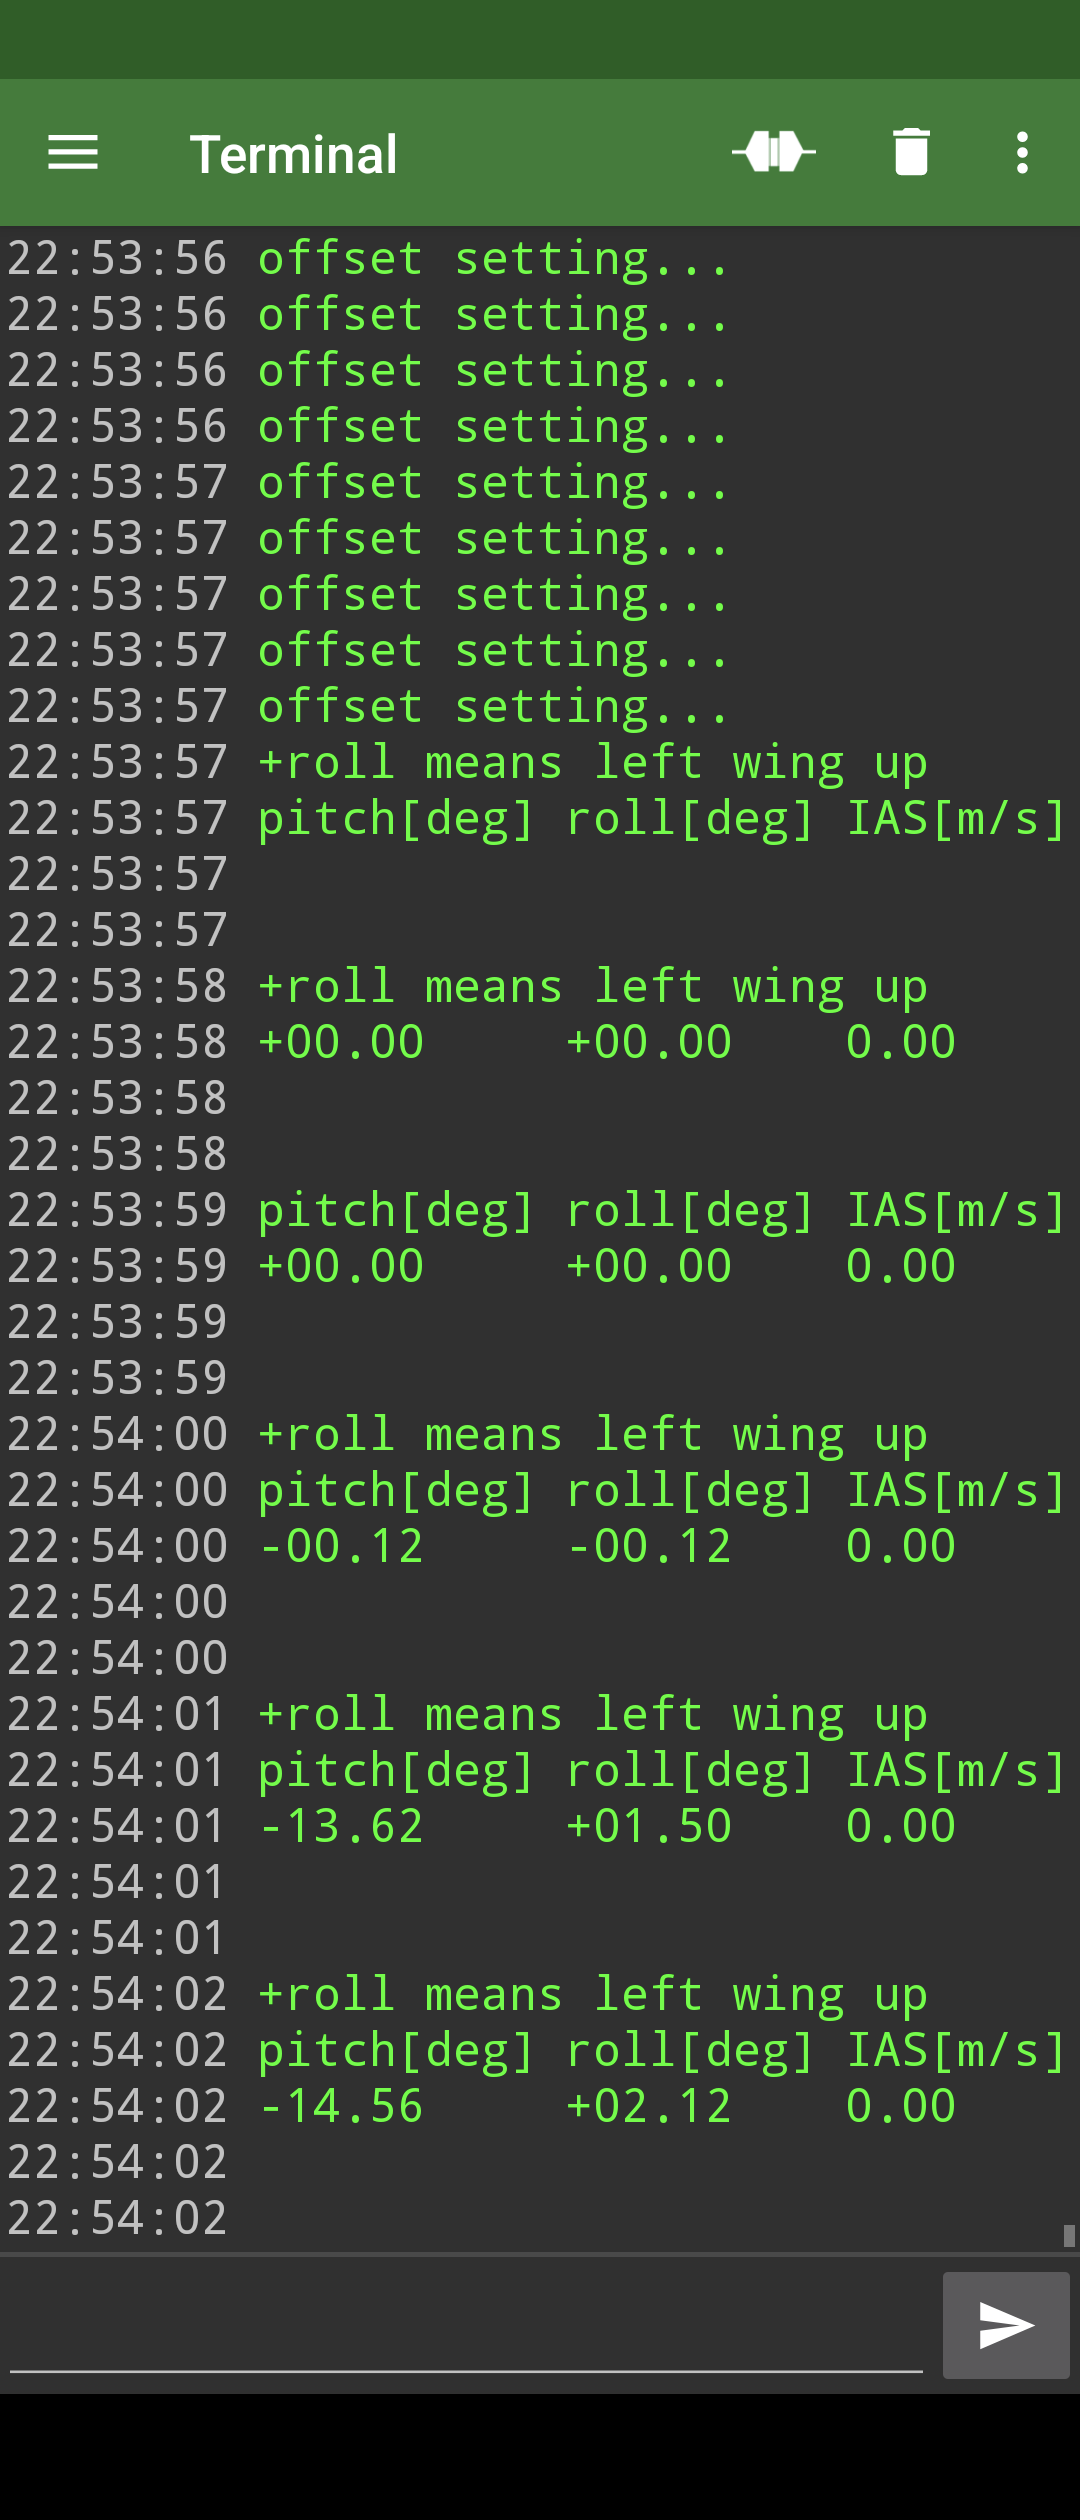 Terminal
22:53:56 offset setting...
22:53:56 offset setting...
22:53:56 offset setting...
22:53:56 offset setting...
22:53:57 offset setting...
22:53:57 offset setting...
22:53:57 offset setting...
22:53:57 offset setting...
22:53:57 offset setting...
22:53:57 +roll means left wing up
22:53:57 pitch[deg] roll[deg] IAS[m/s]
22:53:57
22:53:57
22:53:58 +roll means left wing up
22:53:58 +00.00 +00.00 0.00
22:53:58
22:53:58
22:53:59 pitch[deg] roll[deg] IAS[m/s]
22:53:59 +00.00 +00.00 0.00
22:53:59
22:53:59
22:54:00 +roll means left wing up
22:54:00 pitch[deg] roll[deg] IAS[m/s]
22:54:00 -00.12 -00.12 0.00
22:54:00
22:54:00
22:54:01 +roll means left wing up
22:54:01 pitch[deg] roll[deg] IAS[m/s]
22:54:01 -13.62 +01.50 0.00
22:54:01
22:54:01
22:54:02 +roll means left wing up
22:54:02 pitch[deg] roll[deg] IAS[m/s]
22:54:02 -14.56 +02.12 0.00
22:54:02
22:54:02